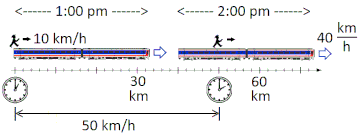 <------ 1:00 pm ------>
<------ 2:00 pm ------>
10 km/h
40 km/h
30 km
60 km
50 km/h